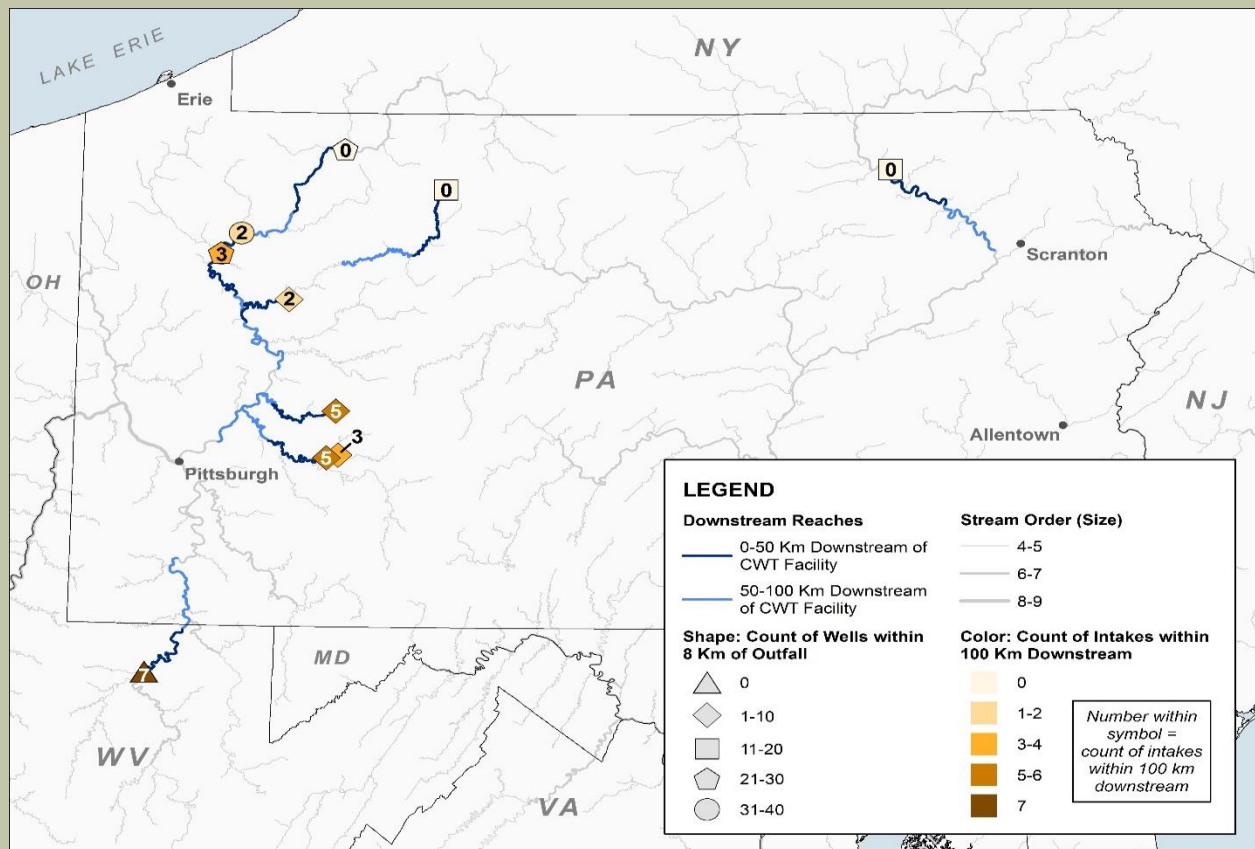 LAKE ERIE
NY
Erie
0
0
0
2
3
Scranton
OH
2
PA
NJ
5
Allentown
3
5
Pittsburgh
MD
7
WV
VA
LEGEND
Downstream Reaches
0-50 Km Downstream of
CWT Facility
50-100 Km Downstream
of CWT Facility
Stream Order (Size)
4-5
6-7
8-9
Shape: Count of Wells within
8 Km of Outfall
0
1-10
11-20
21-30
31-40
Color: Count of Intakes within
100 Km Downstream
0
1-2
3-4
5-6
7
Number within
symbol =
count of intakes
within 100 km
downstream